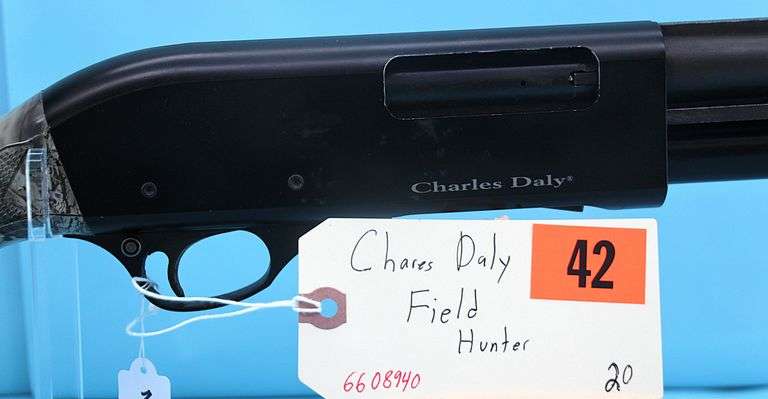 Charles Daly®
Chares Daly
42
Field
Hunter
6608940
20